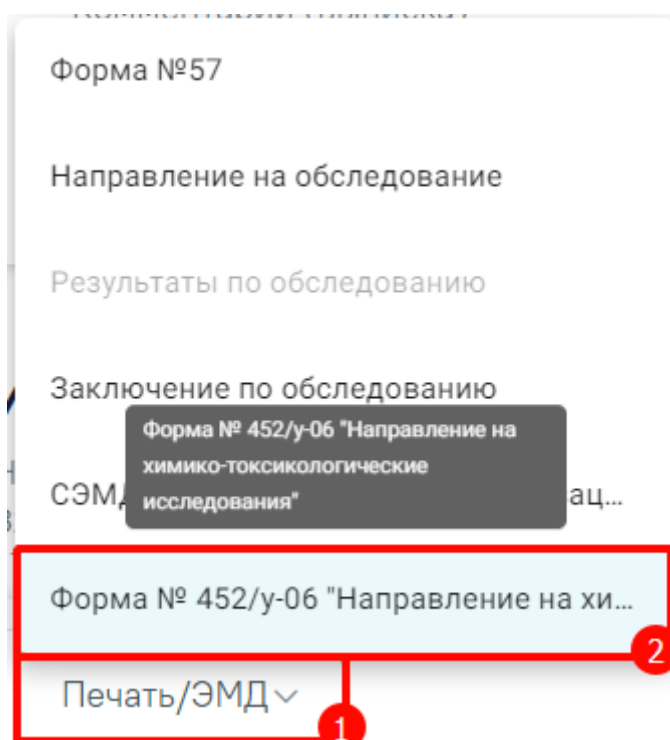 Форма №57
Направление на обследование
Результаты по обследованию
Заключение по обследованию
Форма № 452/у-06 "Направление на
химико-токсикологические
исследования"
СЭМД ац...
Форма № 452/у-06 "Направление на хи...
2
Печать/ЭМД
1